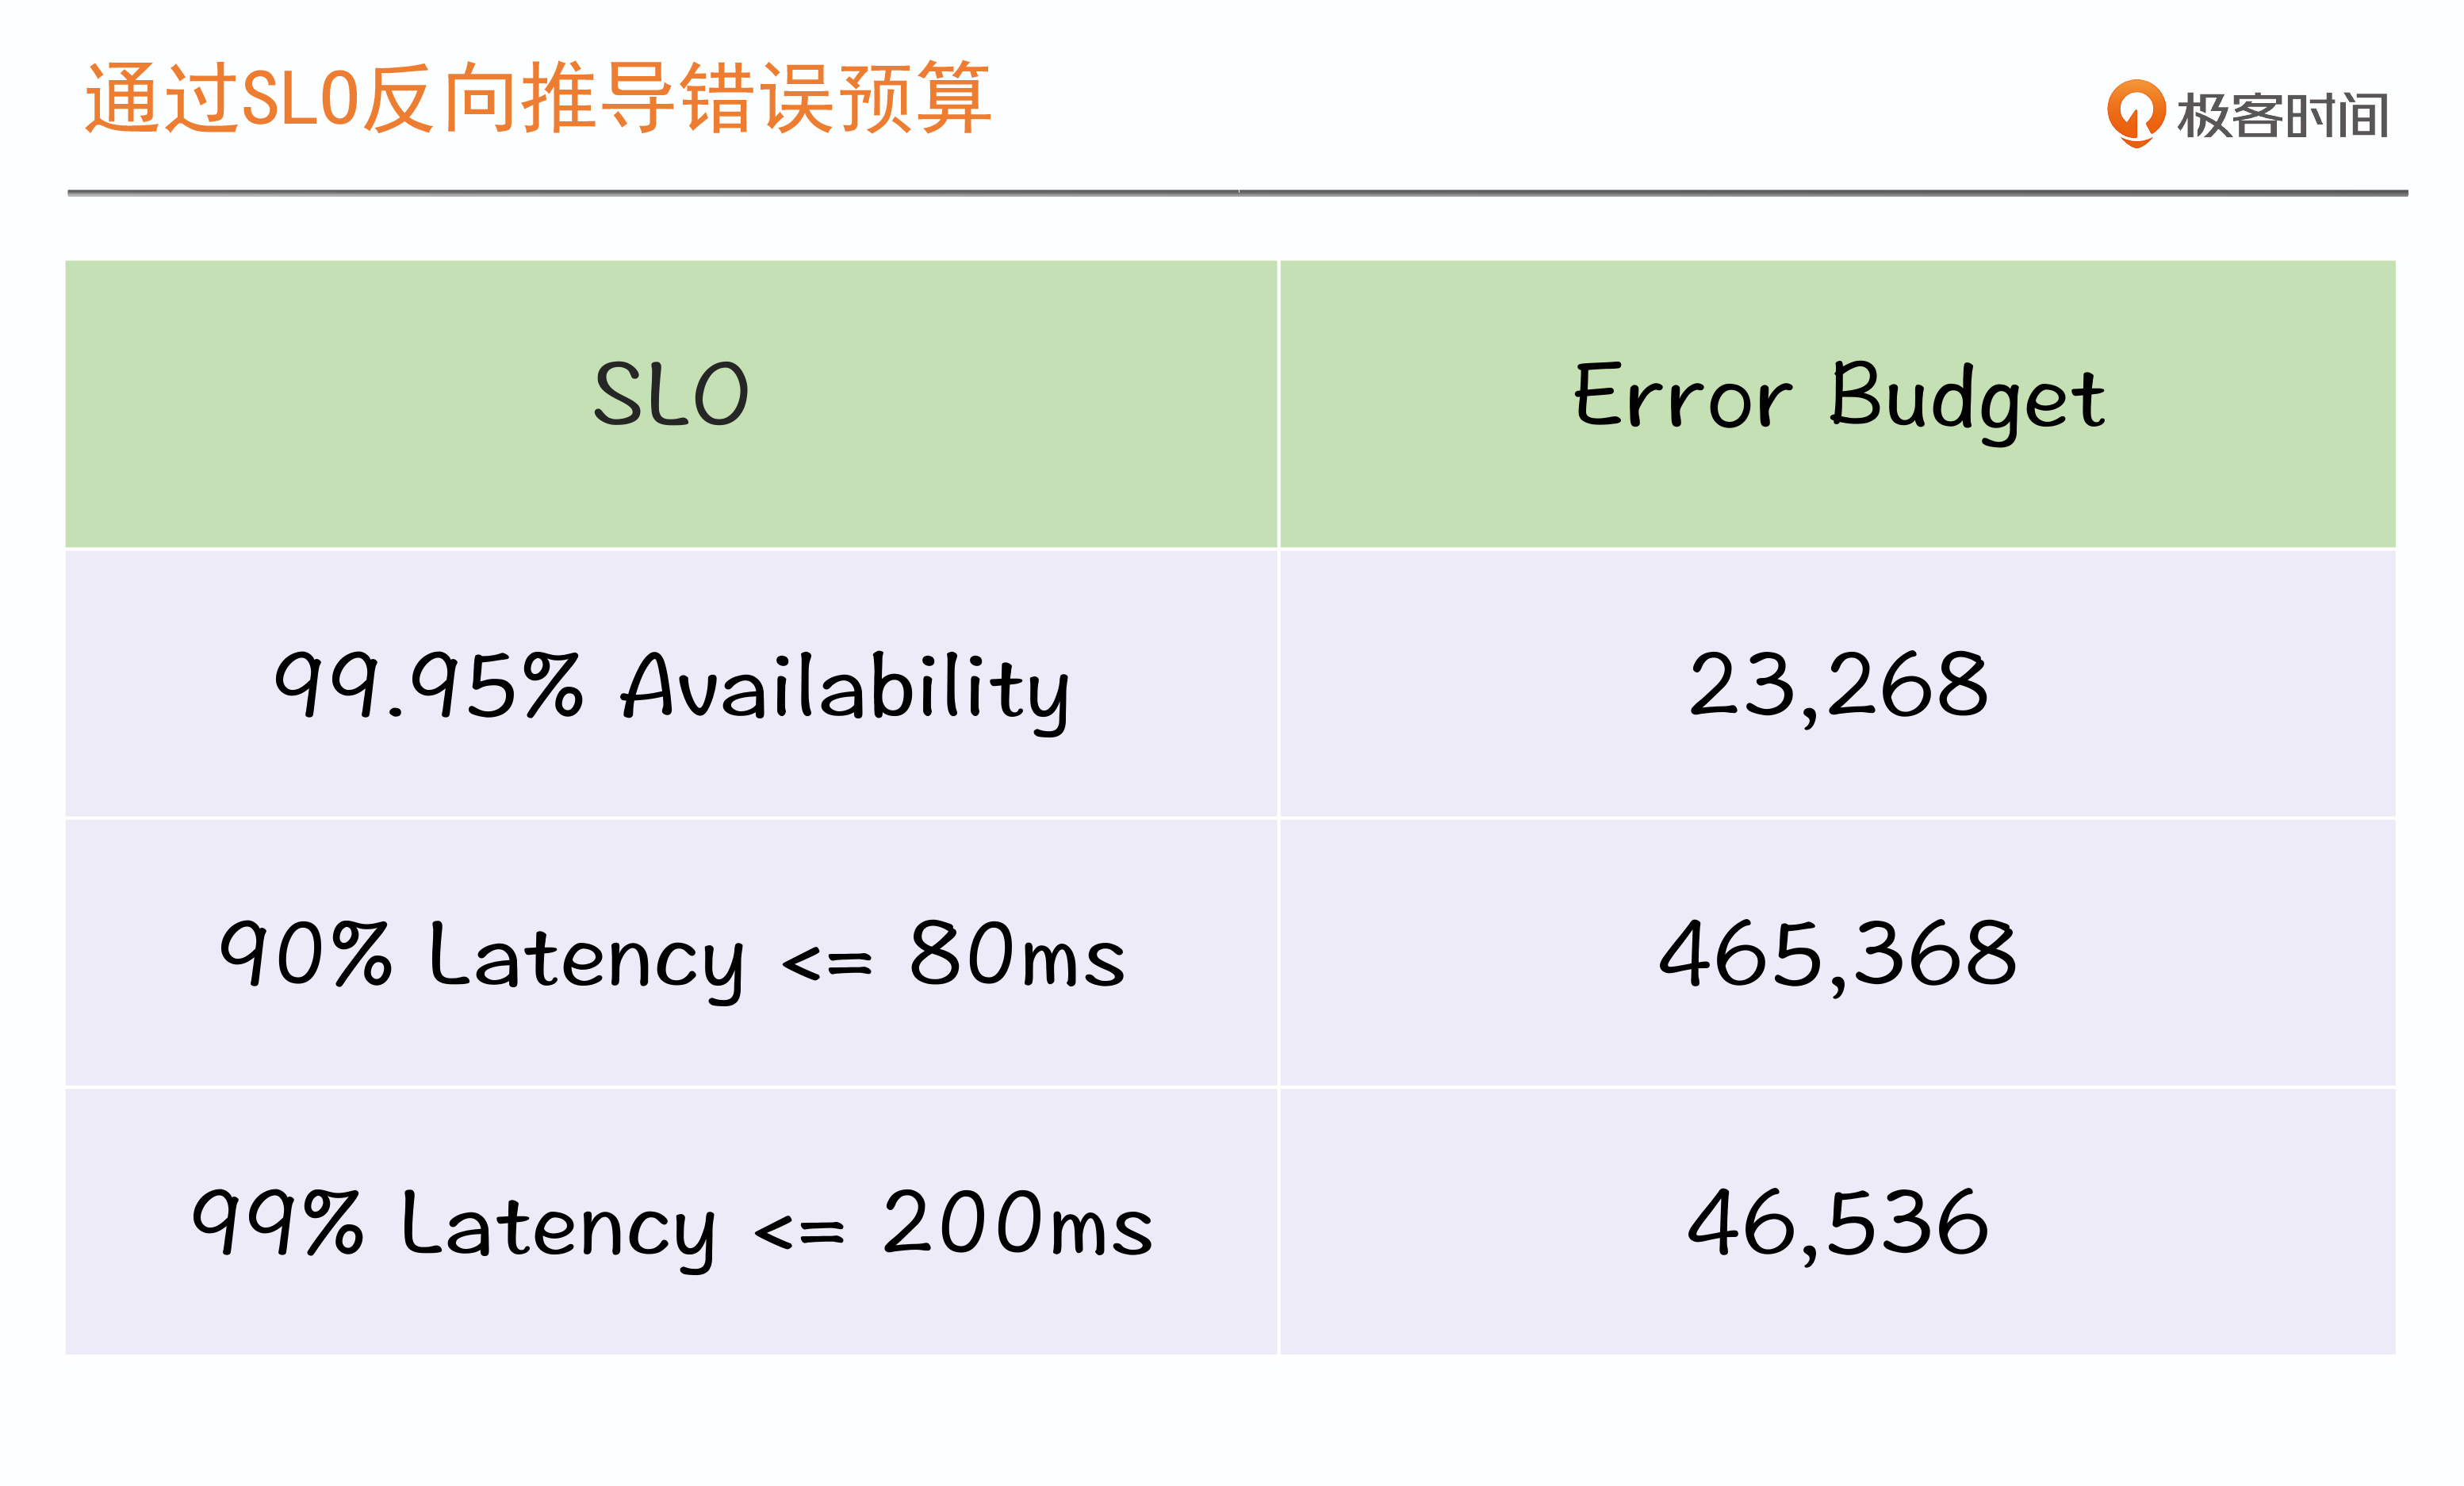 通过SLO反向推导错误预算
极客时间
SLO
Error Budget
99.95% Availability
23,268
90% Latency <= 80ms
465,368
99% Latency <= 200ms
46,536